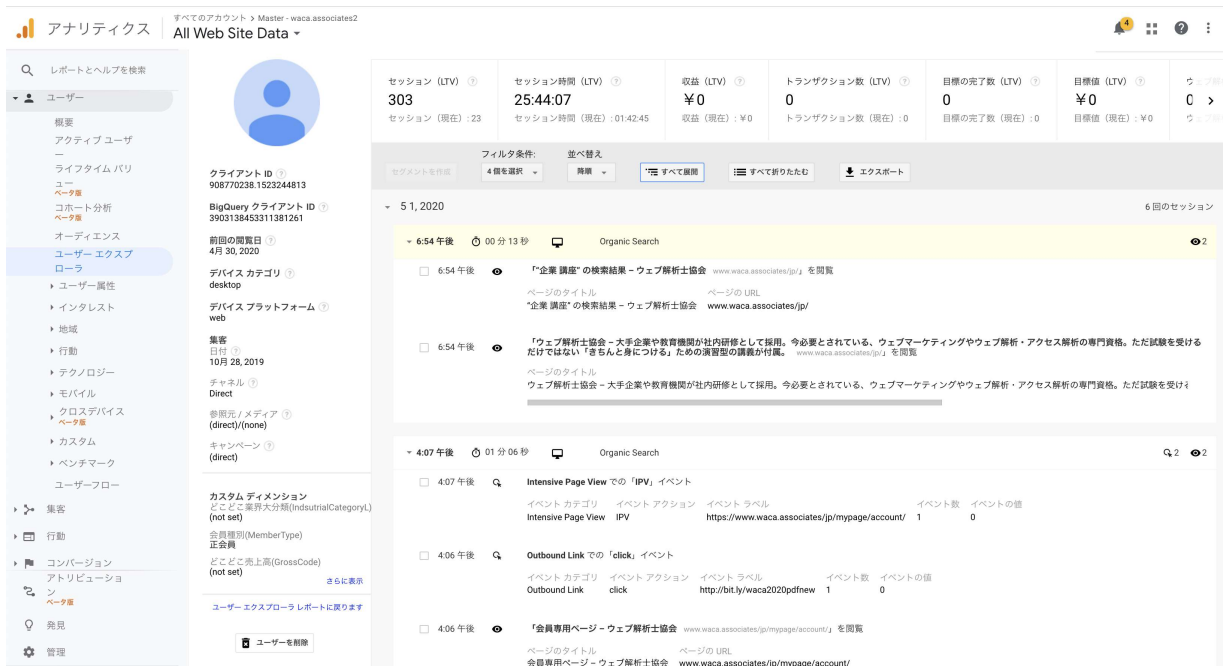 アナリティクス
すべてのアカウント > Master - waca.associates2
All Web Site Data
4
レポートとヘルプを検索
ユーザー
概要
アクティブ ユーザ
ー
ライフタイム バリ
ュー
ベータ版
コホート分析
ベータ版
オーディエンス
ユーザー エクスプ
ローラ
ユーザー属性
インタレスト
地域
行動
テクノロジー
モバイル
クロスデバイス
ベータ版
カスタム
ベンチマーク
ユーザーフロー
集客
行動
コンバージョン
アトリビューショ
ン
ベータ版
発見
管理
クライアント ID
908770238.1523244813
BigQuery クライアント ID
3903138453311381261
前回の閲覧日
4月 30, 2020
デバイス カテゴリ
desktop
デバイス プラットフォーム
web
集客
日付
10月 28, 2019
チャネル
Direct
参照元 / メディア
(direct)/(none)
キャンペーン
(direct)
カスタム ディメンション
どこどこ業界大分類(IndsutrialCategoryL)
(not set)
会員種別(MemberType)
正会員
どこどこ売上高(GrossCode)
(not set)
さらに表示
ユーザー エクスプローラ レポートに戻ります
ユーザーを削除
セッション（LTV） セッション時間（LTV） 収益（LTV） トランザクション数（LTV） 目標の完了数（LTV） 目標値（LTV）
303 25:44:07 ¥0 0 0 ¥0 0
セッション（現在）: 23 セッション時間（現在）: 01:42:45 収益（現在）: ¥0 トランザクション数（現在）: 0 目標の完了数（現在）: 0 目標値（現在）: ¥0
フィルタ条件: 並べ替え
セグメントを作成 4 個を選択 降順 すべて展開 すべて折りたたむ エクスポート
5 1, 2020 6 回のセッション
6:54 午後 00 分 13 秒 Organic Search 2
6:54 午後 「"企業 講座" の検索結果 – ウェブ解析士協会 www.waca.associates/jp/」を閲覧
ページのタイトル ページの URL
"企業 講座" の検索結果 – ウェブ解析士協会 www.waca.associates/jp/
6:54 午後 「ウェブ解析士協会 – 大手企業や教育機関が社内研修として採用。今必要とされている、ウェブマーケティングやウェブ解析・アクセス解析の専門資格。ただ試験を受ける
だけではない「きちんと身につける」ための演習型の講義が付属。 www.waca.associates/jp/」を閲覧
ページのタイトル
ウェブ解析士協会 – 大手企業や教育機関が社内研修として採用。今必要とされている、ウェブマーケティングやウェブ解析・アクセス解析の専門資格。ただ試験を受け
4:07 午後 01 分 06 秒 Organic Search 2 2
4:07 午後 Intensive Page View での「IPV」イベント
イベント カテゴリ イベント アクション イベント ラベル イベント数 イベントの値
Intensive Page View IPV https://www.waca.associates/jp/mypage/account/ 1 0
4:06 午後 Outbound Link での「click」イベント
イベント カテゴリ イベント アクション イベント ラベル イベント数 イベントの値
Outbound Link click http://bit.ly/waca2020pdfnew 1 0
4:06 午後 「会員専用ページ – ウェブ解析士協会 www.waca.associates/jp/mypage/account/」を閲覧
ページのタイトル ページの URL
会員専用ページ – ウェブ解析士協会 www.waca.associates/jp/mypage/account/